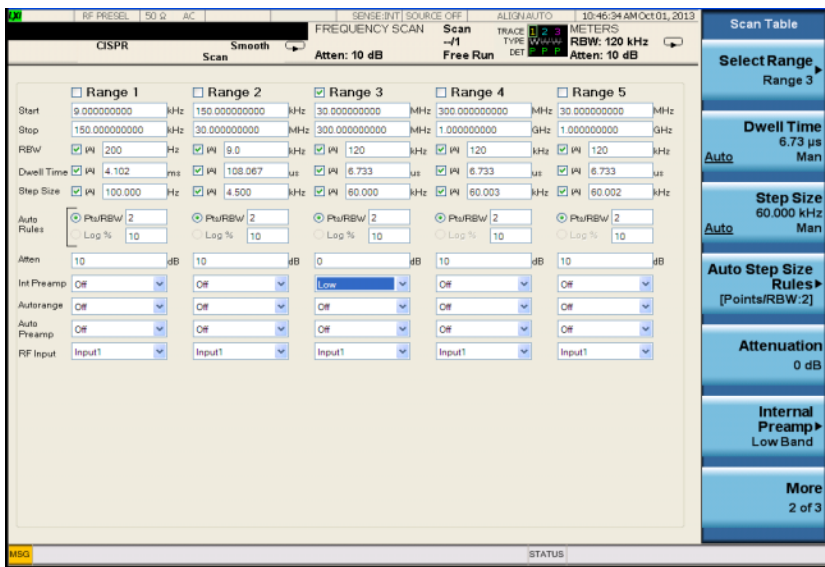 LXI RF PRESEL 50 Ω AC SENSE:INT SOURCE OFF ALIGN AUTO 10:46:34 AM Oct 01, 2013
FREQUENCY SCAN Scan TRACE 1 2 3 METERS
CISPR Smooth --/1 TYPE W W W RBW: 120 kHz
Scan Atten: 10 dB Free Run DET P P P Atten: 10 dB
Range 1 Range 2 Range 3 Range 4 Range 5
Start 9.000000000 kHz 150.000000000 kHz 30.000000000 MHz 300.000000000 MHz 30.000000000 MHz
Stop 150.000000000 kHz 30.000000000 MHz 300.000000000 MHz 1.000000000 GHz 1.000000000 GHz
RBW 200 Hz 9.0 kHz 120 kHz 120 kHz 120 kHz
Dwell Time 4.102 ms 108.067 us 6.733 us 6.733 us 6.733 us
Step Size 100.000 Hz 4.500 kHz 60.000 kHz 60.003 kHz 60.002 kHz
Auto Rules Pts/RBW 2 Pts/RBW 2 Pts/RBW 2 Pts/RBW 2 Pts/RBW 2
Log % 10 Log % 10 Log % 10 Log % 10 Log % 10
Atten 10 dB 10 dB 0 dB 10 dB 10 dB
Int Preamp Off Off Low Off Off
Autorange Off Off Off Off Off
Auto Preamp Off Off Off Off Off
RF Input Input1 Input1 Input1 Input1 Input1
Scan Table
Select Range
Range 3
Dwell Time
6.73 µs
Auto Man
Step Size
60.000 kHz
Auto Man
Auto Step Size
Rules
[Points/RBW:2]
Attenuation
0 dB
Internal
Preamp
Low Band
More
2 of 3
MSG STATUS